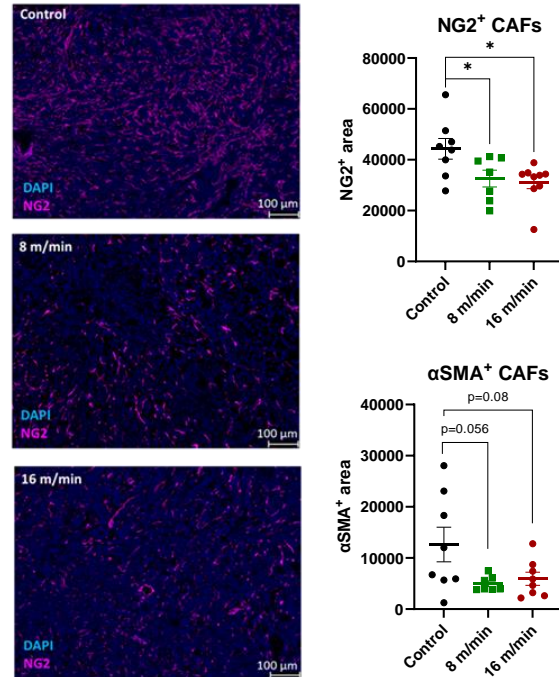 Control
DAPI
NG2
100 µm
8 m/min
DAPI
NG2
100 µm
16 m/min
DAPI
NG2
100 µm
NG2⁺ CAFs
*
*
80000
60000
40000
20000
0
NG2⁺ area
Control
8 m/min
16 m/min
αSMA⁺ CAFs
p=0.08
p=0.056
40000
30000
20000
10000
0
αSMA⁺ area
Control
8 m/min
16 m/min